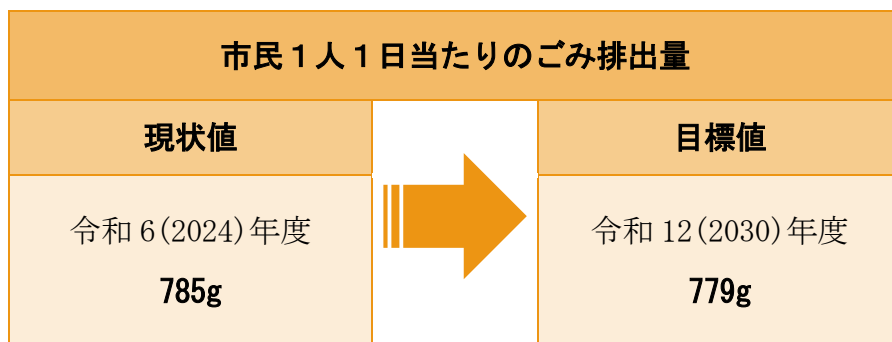 市民１人１日当たりのごみ排出量
現状値
目標値
令和 6(2024)年度
令和 12(2030)年度
785g
779g